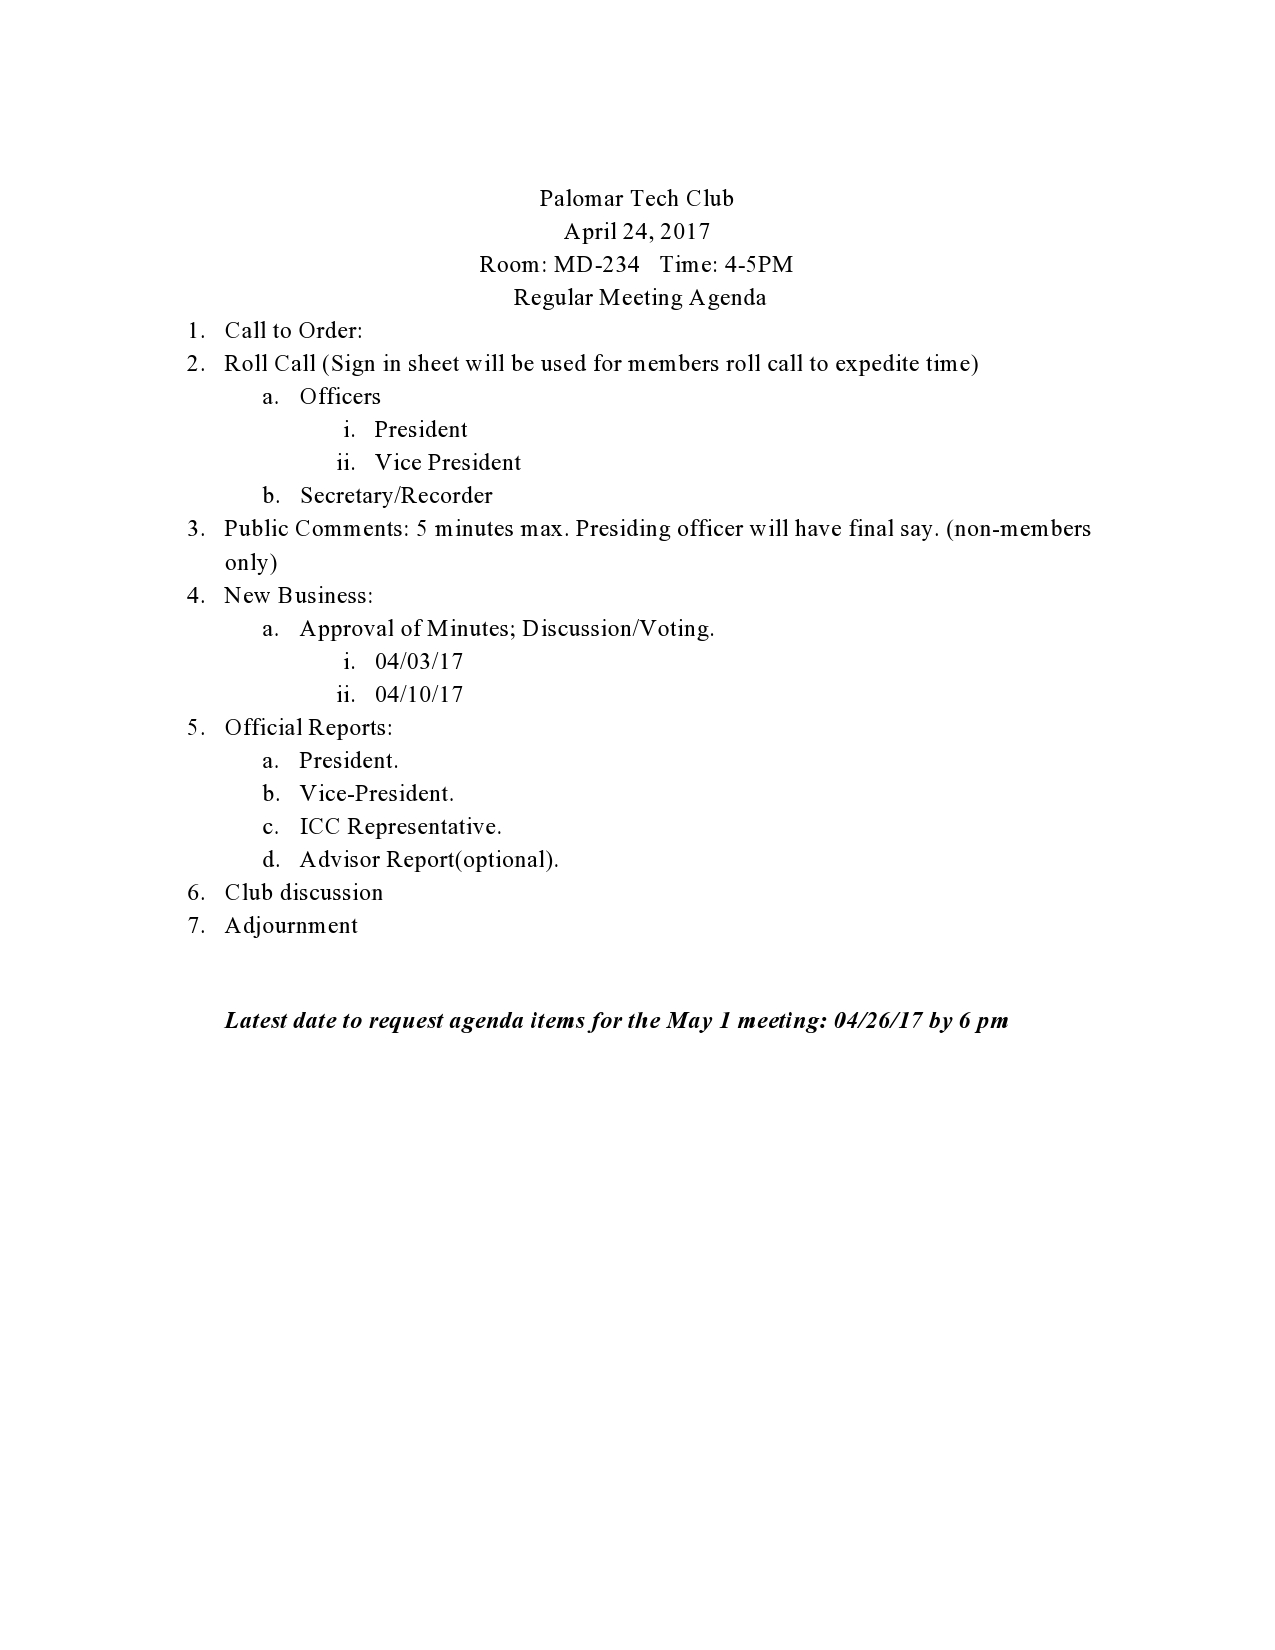 Palomar Tech Club
April 24, 2017
Room: MD-234   Time: 4-5PM
Regular Meeting Agenda
1. Call to Order:
2. Roll Call (Sign in sheet will be used for members roll call to expedite time)
a. Officers
i. President
ii. Vice President
b. Secretary/Recorder
3. Public Comments: 5 minutes max. Presiding officer will have final say. (non-members
only)
4. New Business:
a. Approval of Minutes; Discussion/Voting.
i. 04/03/17
ii. 04/10/17
5. Official Reports:
a. President.
b. Vice-President.
c. ICC Representative.
d. Advisor Report(optional).
6. Club discussion
7. Adjournment
Latest date to request agenda items for the May 1 meeting: 04/26/17 by 6 pm